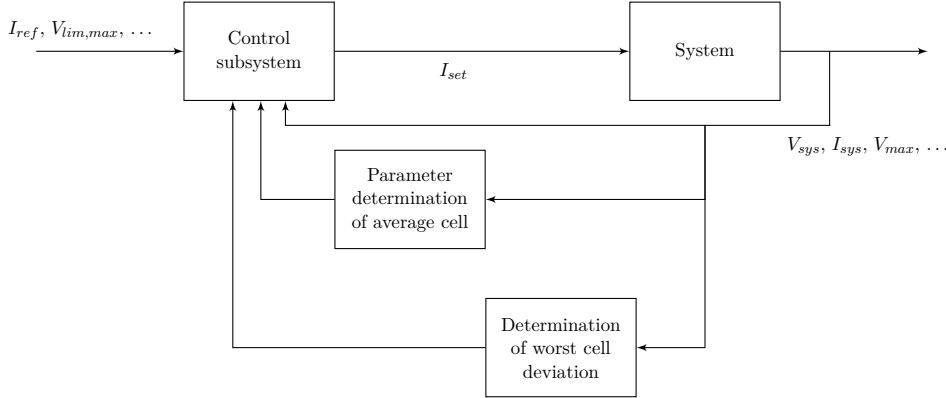 I_ref, V_lim,max, …
Control
subsystem
I_set
System
V_sys, I_sys, V_max, …
Parameter
determination
of average cell
Determination
of worst cell
deviation